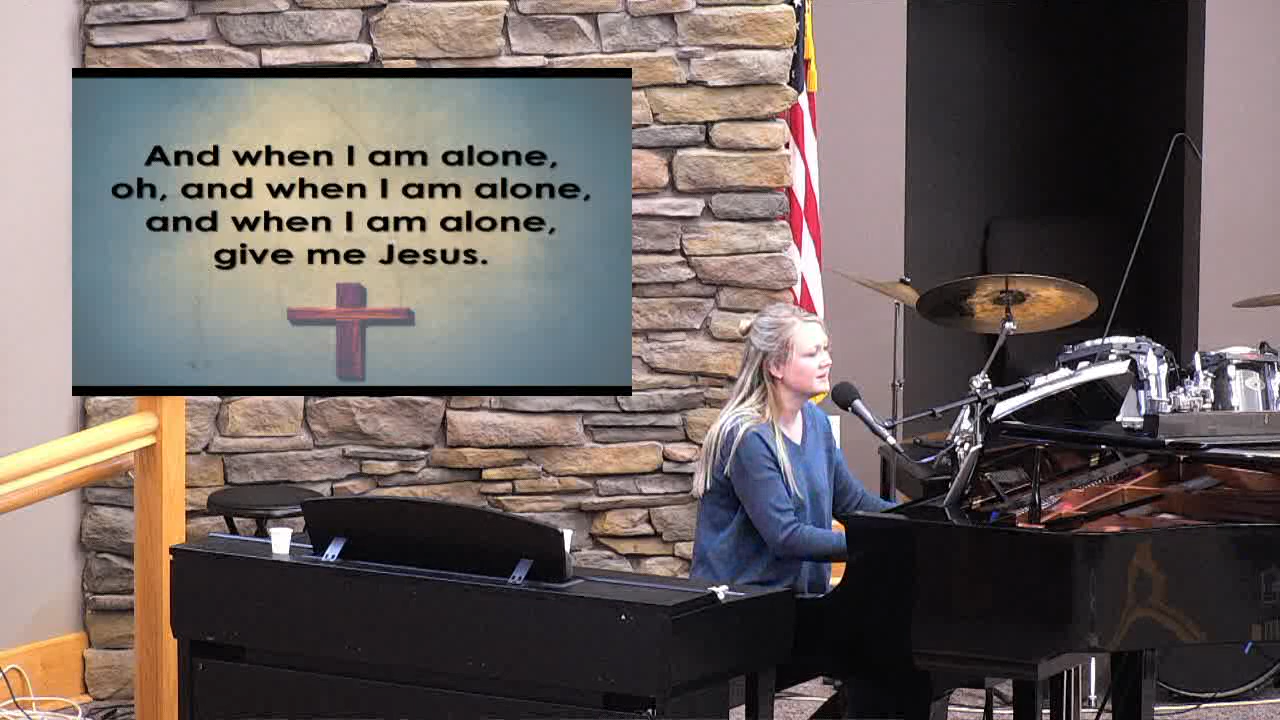 And when I am alone,
oh, and when I am alone,
and when I am alone,
give me Jesus.